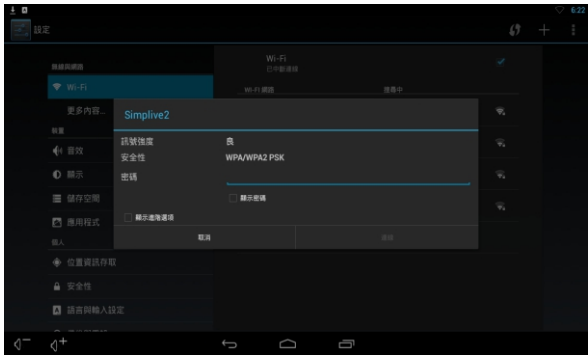 6:22
設定
無線與網路
Wi-Fi
更多內容...
裝置
音效
顯示
儲存空間
應用程式
個人
位置資訊存取
安全性
語言與輸入設定
Wi-Fi
已中斷連線
Wi-Fi 網路
搜尋中
Simplive2
訊號強度
良
安全性
WPA/WPA2 PSK
密碼
顯示密碼
顯示進階選項
取消
連線